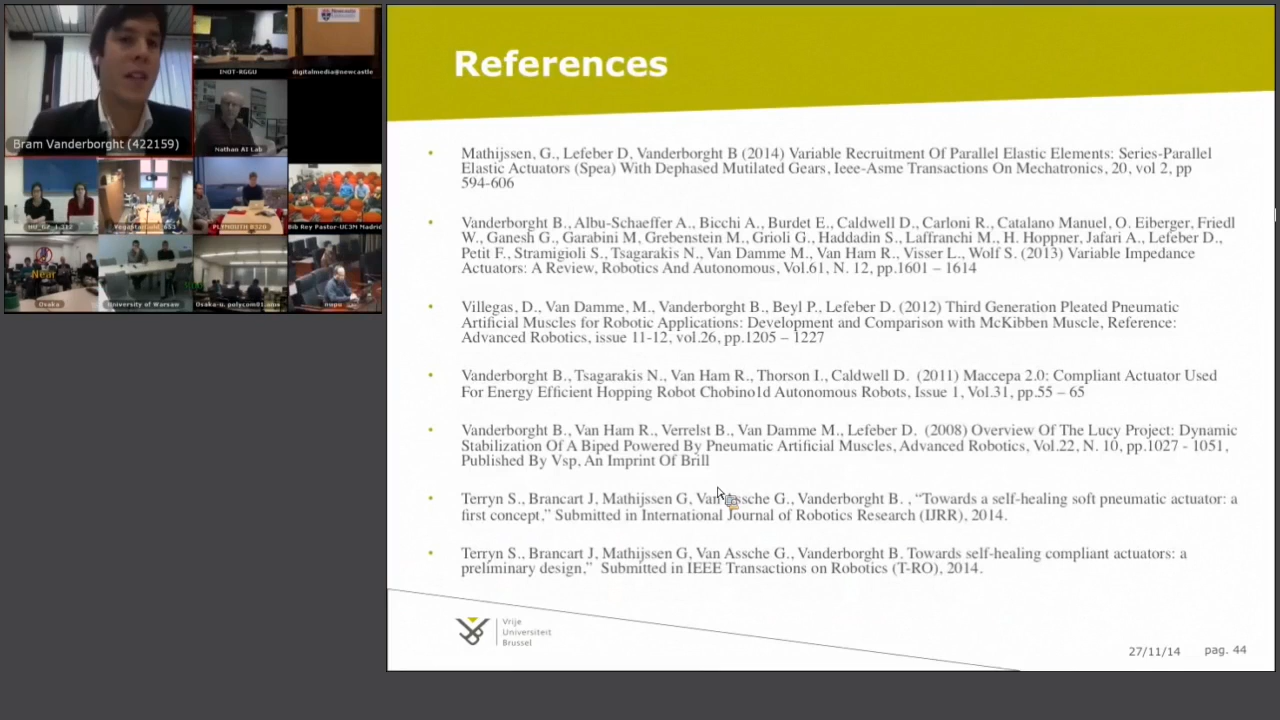 INIT-RGGU
digitalmedia@newcastle
Bram Vanderborght (422159)
Nathan AI Lab
PLYMOUTH B320
Bib Rey Pastor-UC3M Madrid
Near
Osaka
University of Warsaw
References
• Mathijssen, G., Lefeber D, Vanderborght B (2014) Variable Recruitment Of Parallel Elastic Elements: Series-Parallel
Elastic Actuators (Spea) With Dephased Mutilated Gears, Ieee-Asme Transactions On Mechatronics, 20, vol 2, pp
594-606
• Vanderborght B., Albu-Schaeffer A., Bicchi A., Burdet E., Caldwell D., Carloni R., Catalano Manuel, O. Eiberger, Friedl
W., Ganesh G., Garabini M, Grebenstein M., Grioli G., Haddadin S., Laffranchi M., H. Hoppner, Jafari A., Lefeber D.,
Petit F., Stramigioli S., Tsagarakis N., Van Damme M., Van Ham R., Visser L., Wolf S. (2013) Variable Impedance
Actuators: A Review, Robotics And Autonomous, Vol.61, N. 12, pp.1601 – 1614
• Villegas, D., Van Damme, M., Vanderborght B., Beyl P., Lefeber D. (2012) Third Generation Pleated Pneumatic
Artificial Muscles for Robotic Applications: Development and Comparison with McKibben Muscle, Reference:
Advanced Robotics, issue 11-12, vol.26, pp.1205 – 1227
• Vanderborght B., Tsagarakis N., Van Ham R., Thorson I., Caldwell D. (2011) Maccepa 2.0: Compliant Actuator Used
For Energy Efficient Hopping Robot Chobino1d Autonomous Robots, Issue 1, Vol.31, pp.55 – 65
• Vanderborght B., Van Ham R., Verrelst B., Van Damme M., Lefeber D. (2008) Overview Of The Lucy Project: Dynamic
Stabilization Of A Biped Powered By Pneumatic Artificial Muscles, Advanced Robotics, Vol.22, N. 10, pp.1027 - 1051,
Published By Vsp, An Imprint Of Brill
• Terryn S., Brancart J, Mathijssen G, Van Assche G., Vanderborght B. , “Towards a self-healing soft pneumatic actuator: a
first concept,” Submitted in International Journal of Robotics Research (IJRR), 2014.
• Terryn S., Brancart J, Mathijssen G, Van Assche G., Vanderborght B. Towards self-healing compliant actuators: a
preliminary design,” Submitted in IEEE Transactions on Robotics (T-RO), 2014.
Vrije
Universiteit
Brussel
27/11/14 pag. 44